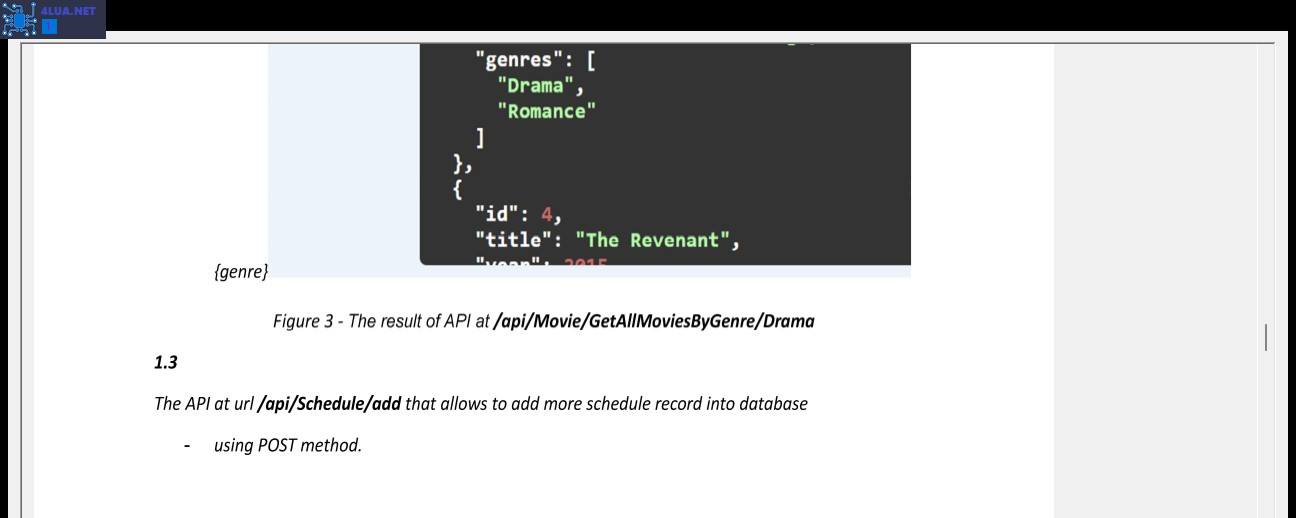 4LUA.NET
"genres": [
"Drama",
"Romance"
]
},
{
"id": 4,
"title": "The Revenant",
"year": 2015
{genre}
Figure 3 - The result of API at /api/Movie/GetAllMoviesByGenre/Drama
1.3
The API at url /api/Schedule/add that allows to add more schedule record into database
- using POST method.